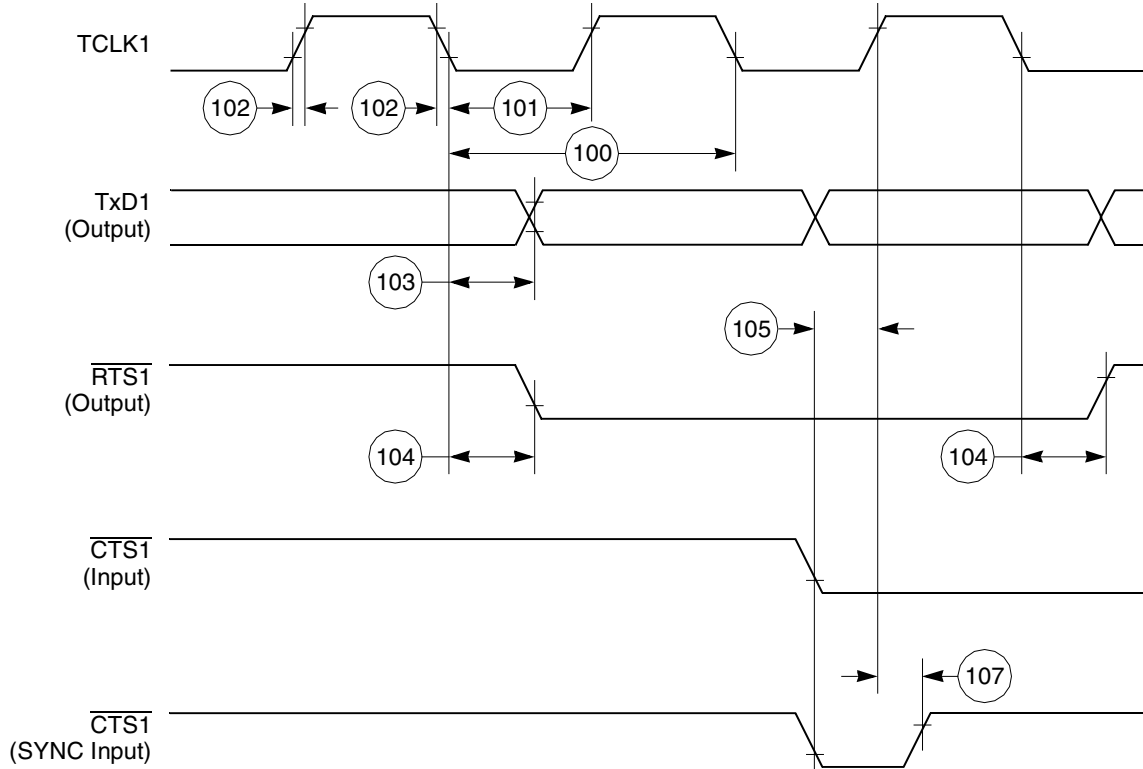 TCLK1
102
102
101
100
TxD1
(Output)
103
105
RTS1
(Output)
104
104
CTS1
(Input)
107
CTS1
(SYNC Input)